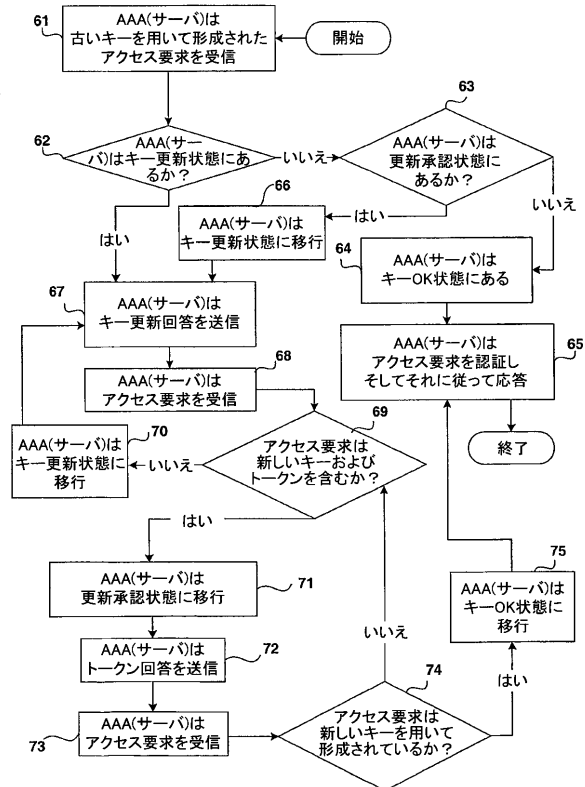 61
AAA(サーバ)は
古いキーを用いて形成された
アクセス要求を受信
開始
62
AAA(サー
バ)はキー更新状態にあ
るか?
いいえ
はい
63
AAA(サーバ)は
更新承認状態に
あるか?
はい
いいえ
66
AAA(サーバ)は
キー更新状態に移行
64
AAA(サーバ)は
キーOK状態にある
67
AAA(サーバ)は
キー更新回答を送信
65
AAA(サーバ)は
アクセス要求を認証し
そしてそれに従って応答
終了
68
AAA(サーバ)は
アクセス要求を受信
69
アクセス要求は
新しいキーおよび
トークンを含むか?
いいえ
はい
70
AAA(サーバ)は
キー更新状態に
移行
71
AAA(サーバ)は
更新承認状態に移行
72
AAA(サーバ)は
トークン回答を送信
73
AAA(サーバ)は
アクセス要求を受信
74
アクセス要求は
新しいキーを用いて
形成されているか?
いいえ
はい
75
AAA(サーバ)は
キーOK状態に
移行